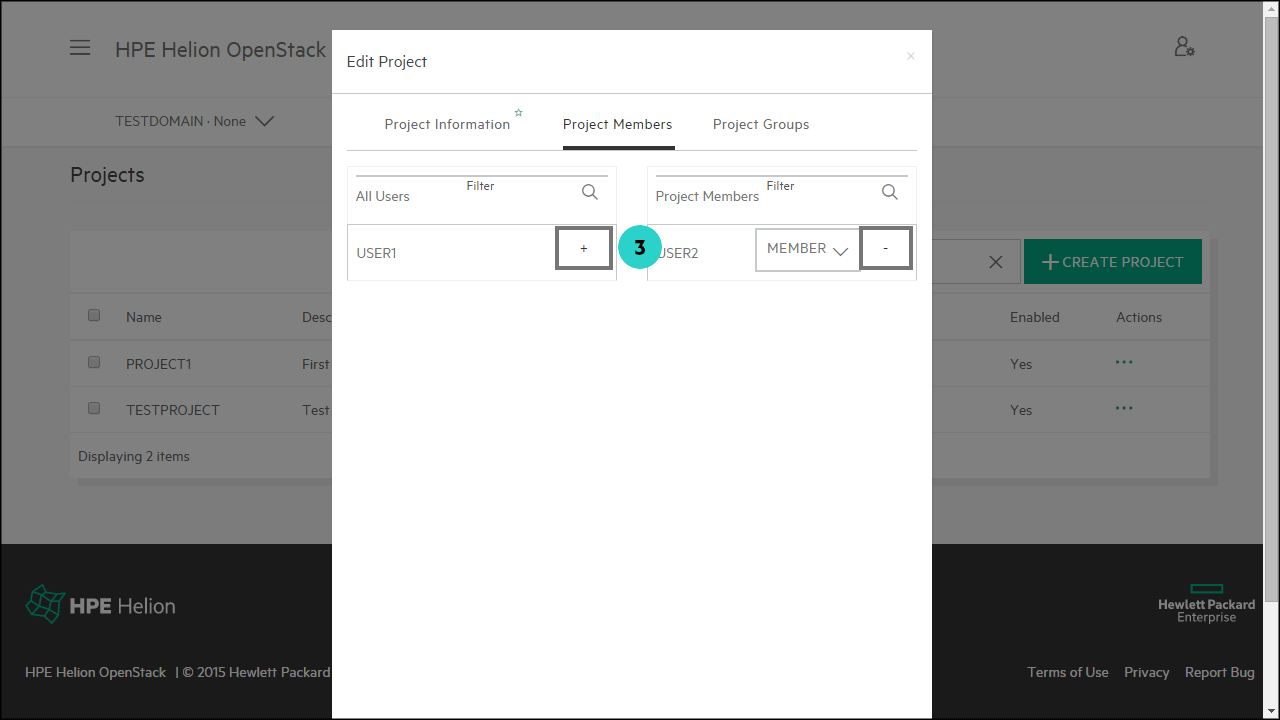 HPE Helion OpenStack
TESTDOMAIN · None
Projects
Edit Project
×
Project Information
Project Members
Project Groups
All Users
Filter
Project Members
Filter
USER1
+
3
USER2
MEMBER
-
CREATE PROJECT
Name
Desc
Enabled
Actions
PROJECT1
First
Yes
...
TESTPROJECT
Test
Yes
...
Displaying 2 items
HPE Helion
Hewlett Packard
Enterprise
HPE Helion OpenStack | © 2015 Hewlett Packard
Terms of Use Privacy Report Bug